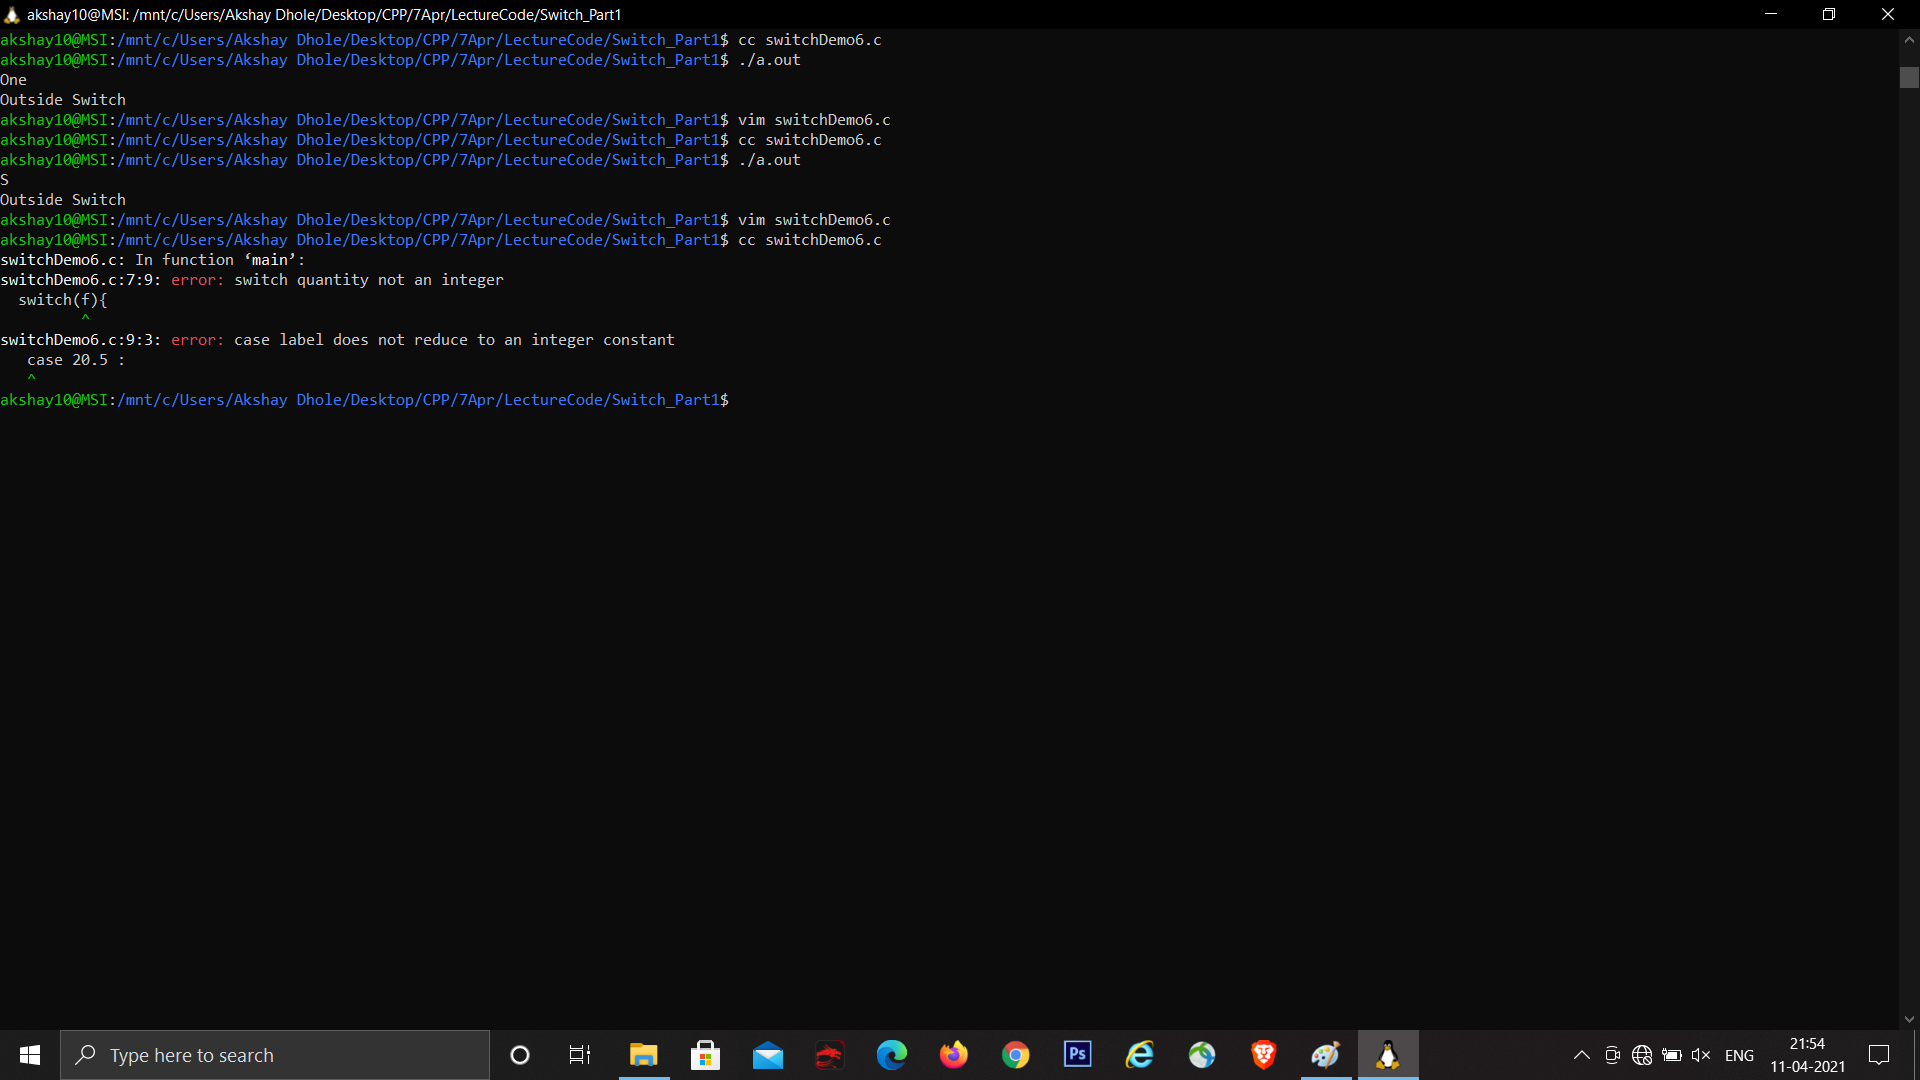 akshay10@MSI: /mnt/c/Users/Akshay Dhole/Desktop/CPP/7Apr/LectureCode/Switch_Part1
akshay10@MSI:/mnt/c/Users/Akshay Dhole/Desktop/CPP/7Apr/LectureCode/Switch_Part1$ cc switchDemo6.c
akshay10@MSI:/mnt/c/Users/Akshay Dhole/Desktop/CPP/7Apr/LectureCode/Switch_Part1$ ./a.out
One
Outside Switch
akshay10@MSI:/mnt/c/Users/Akshay Dhole/Desktop/CPP/7Apr/LectureCode/Switch_Part1$ vim switchDemo6.c
akshay10@MSI:/mnt/c/Users/Akshay Dhole/Desktop/CPP/7Apr/LectureCode/Switch_Part1$ cc switchDemo6.c
akshay10@MSI:/mnt/c/Users/Akshay Dhole/Desktop/CPP/7Apr/LectureCode/Switch_Part1$ ./a.out
S
Outside Switch
akshay10@MSI:/mnt/c/Users/Akshay Dhole/Desktop/CPP/7Apr/LectureCode/Switch_Part1$ vim switchDemo6.c
akshay10@MSI:/mnt/c/Users/Akshay Dhole/Desktop/CPP/7Apr/LectureCode/Switch_Part1$ cc switchDemo6.c
switchDemo6.c: In function ‘main’:
switchDemo6.c:7:9: error: switch quantity not an integer
  switch(f){
         ^
switchDemo6.c:9:3: error: case label does not reduce to an integer constant
   case 20.5 :
   ^
akshay10@MSI:/mnt/c/Users/Akshay Dhole/Desktop/CPP/7Apr/LectureCode/Switch_Part1$
Type here to search
Ps
ENG
21:54
11-04-2021